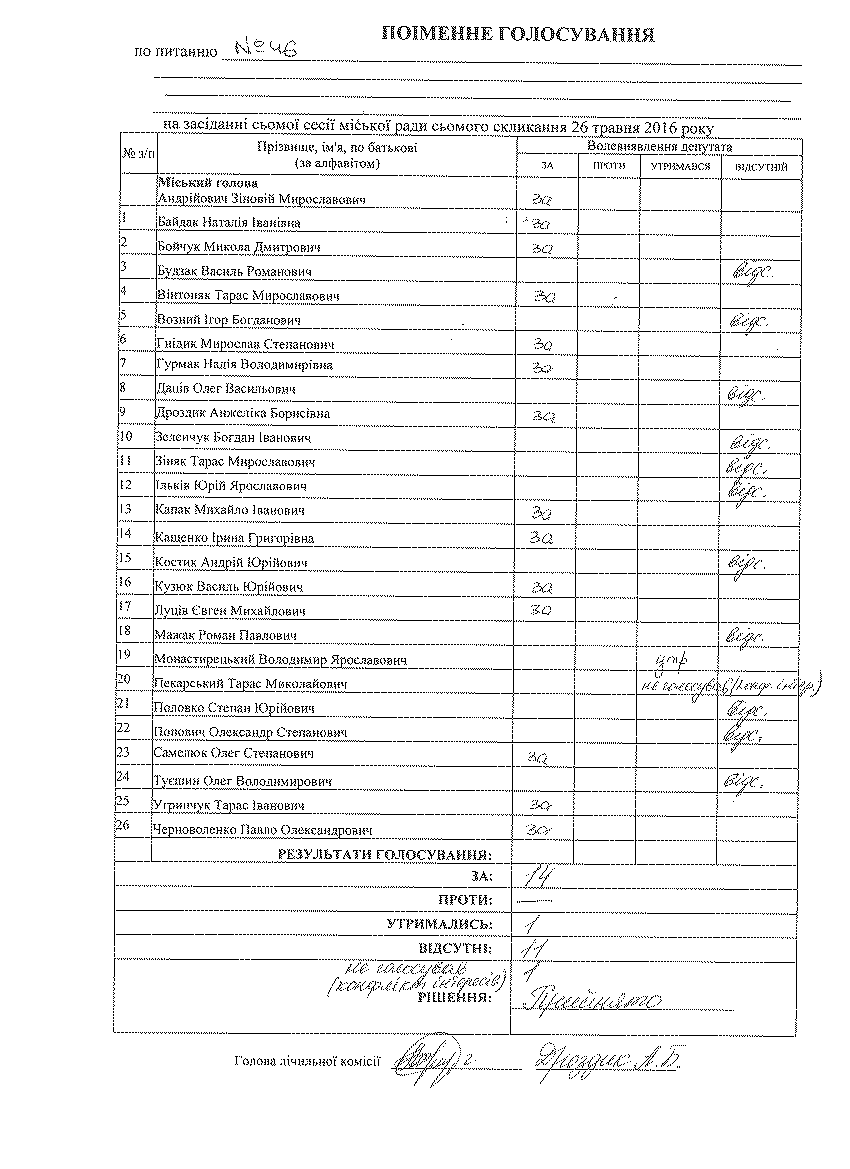 ПОІМЕННЕ ГОЛОСУВАННЯ
по питанню №46
на засіданні сьомої сесії міської ради сьомого скликання 26 травня 2016 року
№ з/п Прізвище, ім'я, по батькові (за алфавітом) Волевиявлення депутата
ЗА ПРОТИ УТРИМАВСЯ ВІДСУТНІЙ
Міський голова
Андрійович Зіновій Мирославович за
1 Байдак Наталія Іванівна за
2 Бойчук Микола Дмитрович за
3 Будзак Василь Романович відс.
4 Вінтоняк Тарас Мирославович за
5 Возний Ігор Богданович відс.
6 Гнідик Мирослав Степанович за
7 Гурмак Надія Володимирівна за
8 Даців Олег Васильович відс.
9 Дроздик Анжеліка Борисівна за
10 Зеленчук Богдан Іванович відс.
11 Зіняк Тарас Мирославович відс.
12 Ільків Юрій Ярославович відс.
13 Капак Михайло Іванович за
14 Кащенко Ірина Григорівна за
15 Костик Андрій Юрійович відс.
16 Кузюк Василь Юрійович за
17 Луців Євген Михайлович за
18 Мажак Роман Павлович відс.
19 Монастирецький Володимир Ярославович утр
20 Пекарський Тарас Миколайович не голосував (конф. інтер.)
21 Половко Степан Юрійович відс.
22 Попович Олександр Степанович відс.
23 Самелюк Олег Степанович за
24 Туєшин Олег Володимирович відс.
25 Угринчук Тарас Іванович за
26 Черноволенко Павло Олександрович за
РЕЗУЛЬТАТИ ГОЛОСУВАННЯ:
ЗА: 14
ПРОТИ: —
УТРИМАЛИСЬ: 1
ВІДСУТНІ: 11
не голосував 1
(конфлікт інтересів)
РІШЕННЯ: Прийнято
Голова лічильної комісії Дроздик А.Б.